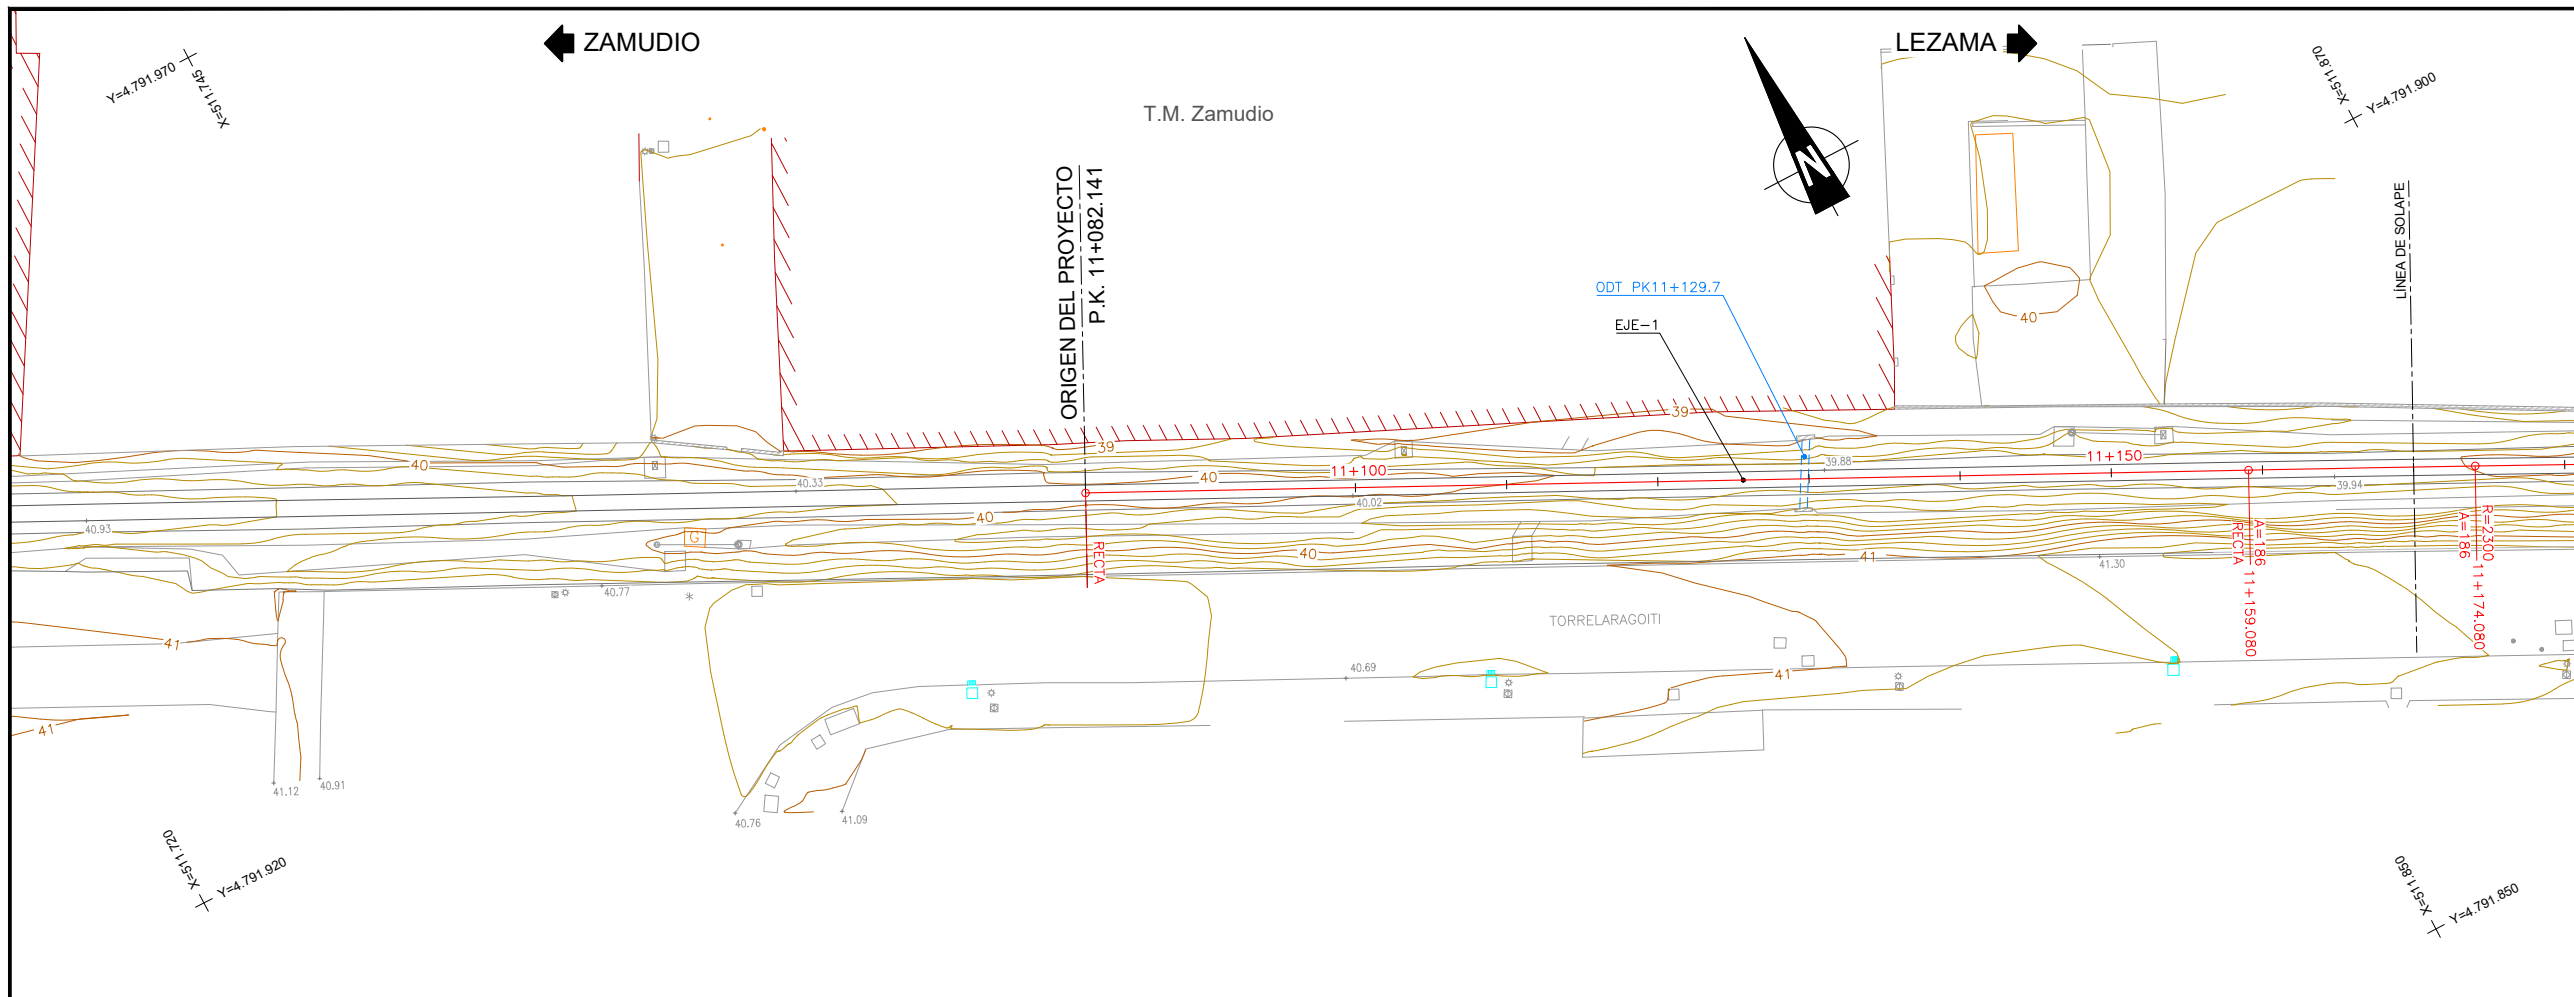 ZAMUDIO
LEZAMA
Y=4.791.970
X=511.745
X=511.870
Y=4.791.900
T.M. Zamudio
ORIGEN DEL PROYECTO
P.K. 11+082.141
N
LÍNEA DE SOLAPE
ODT PK11+129.7
EJE-1
40
39
39
40
40
11+100
11+150
40.33
40.02
39.88
39.94
40.93
40
G
40
41
41.30
40.77
RECTA
RECTA
A=186
11+159.080
A=186
R=2300
11+174.080
TORRELARAGOITI
41
40.69
41
41
41.12
40.91
40.76
41.09
X=511.720
Y=4.791.920
X=511.850
Y=4.791.850